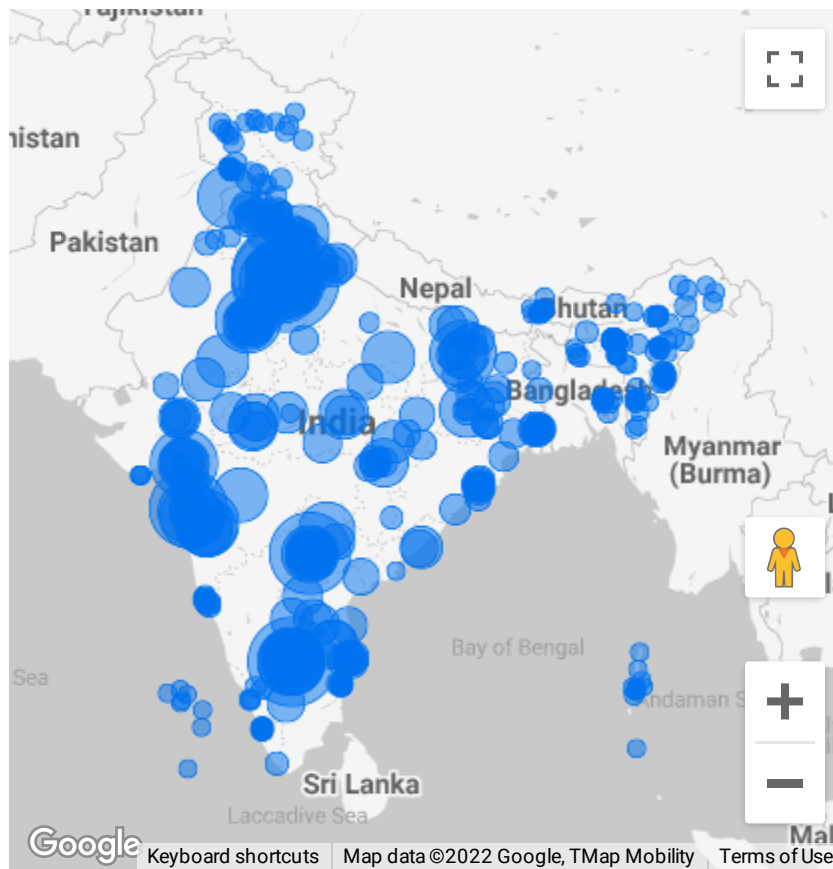 Tajikistan
nistan
Pakistan
Nepal
Bhutan
Bangladesh
India
Myanmar
(Burma)
Bay of Bengal
Sea
Andaman S
Sri Lanka
Laccadive Sea
Mal
Google
Keyboard shortcuts
Map data ©2022 Google, TMap Mobility
Terms of Use